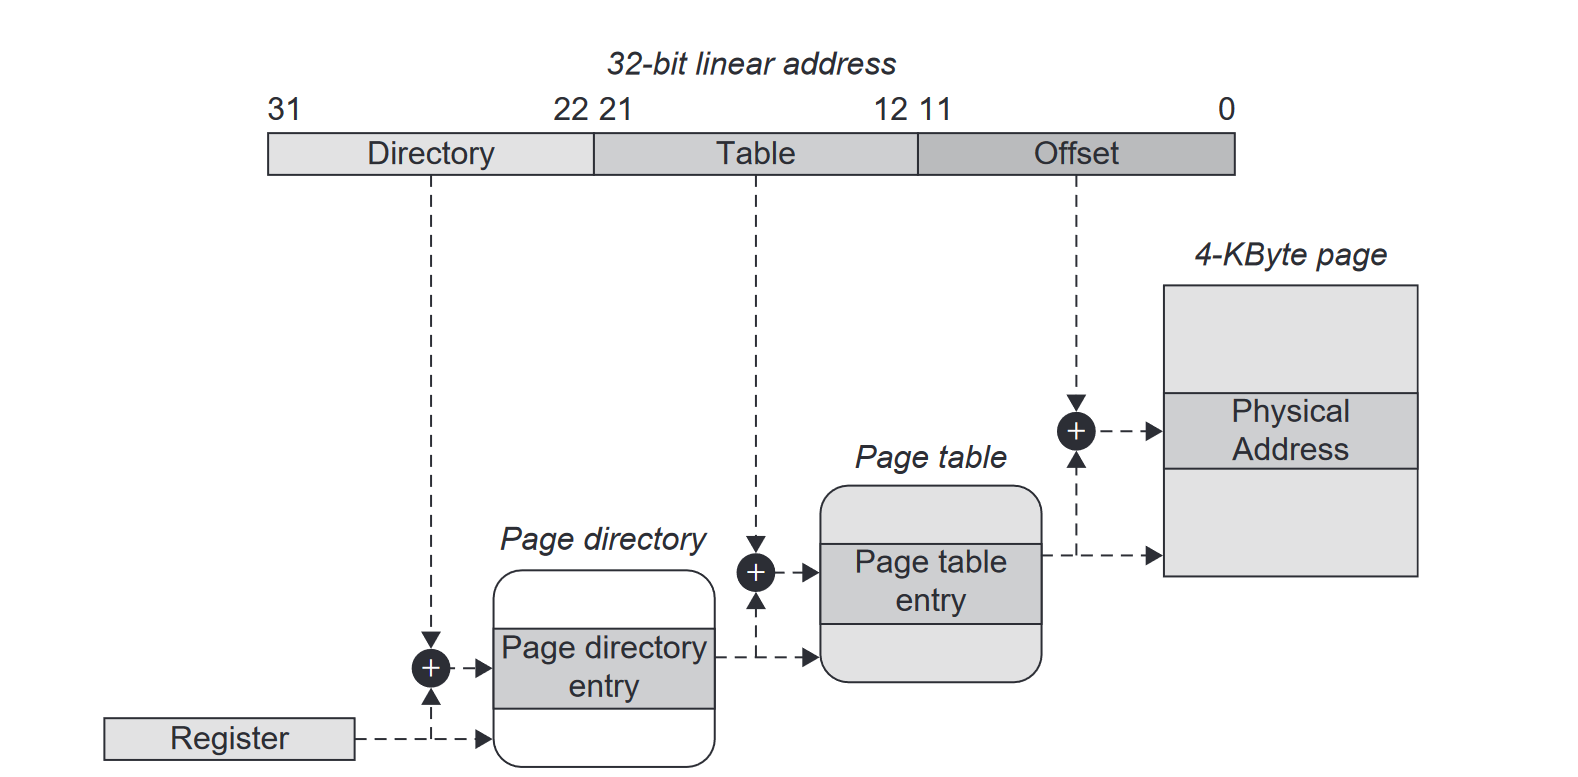 32-bit linear address
31 22 21 12 11 0
Directory Table Offset
4-KByte page
Physical
Address
Page table
Page table
entry
Page directory
Page directory
entry
Register